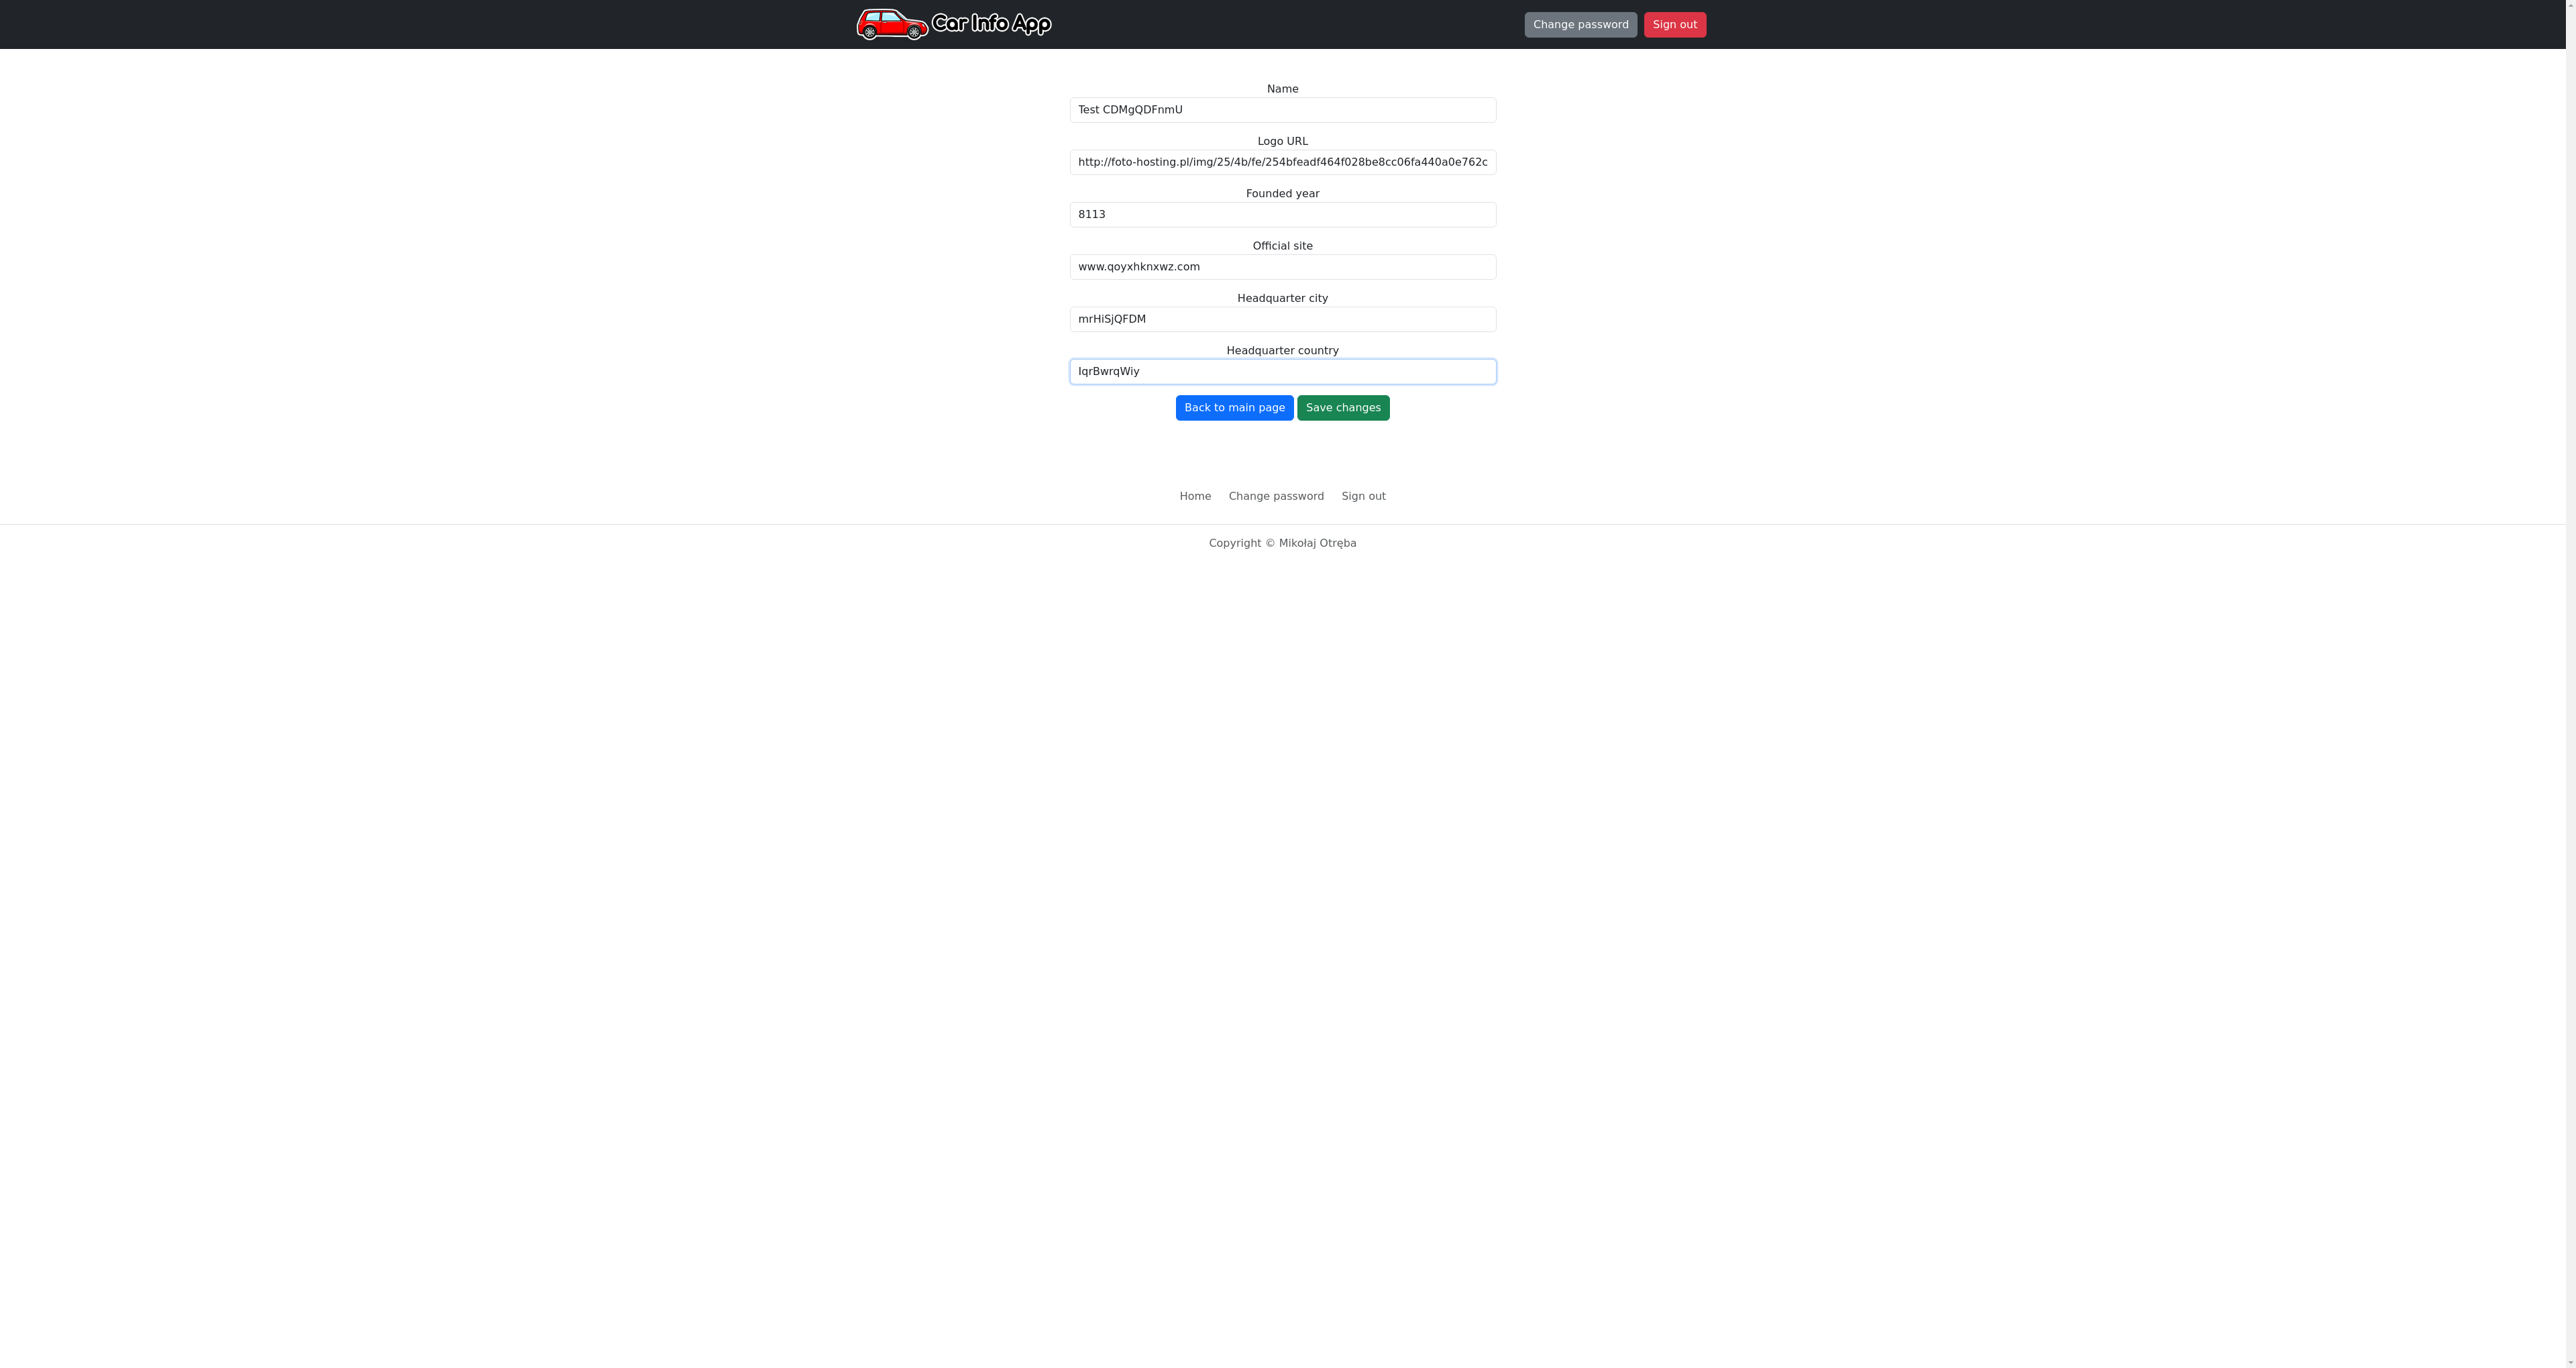 Car Info App
Change password
Sign out
Name
Test CDMgQDFnmU
Logo URL
http://foto-hosting.pl/img/25/4b/fe/254bfeadf464f028be8cc06fa440a0e762c
Founded year
8113
Official site
www.qoyxhknxwz.com
Headquarter city
mrHiSjQFDM
Headquarter country
IqrBwrqWiy
Back to main page
Save changes
Home Change password Sign out
Copyright © Mikołaj Otręba